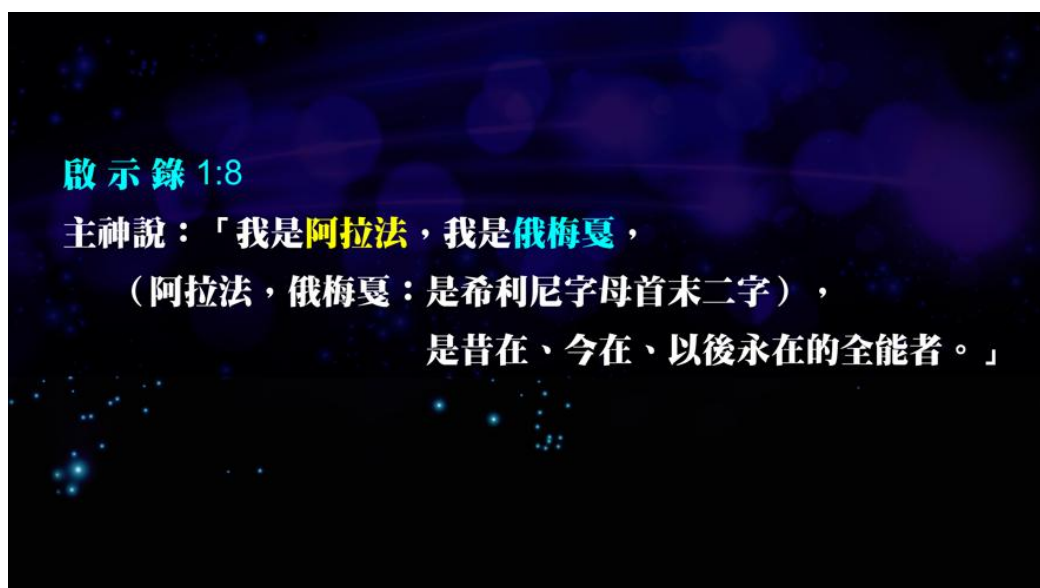 啟示錄 1:8
主神說：「我是阿拉法，我是俄梅戛，
（阿拉法，俄梅戛：是希利尼字母首末二字），
是昔在、今在、以後永在的全能者。」